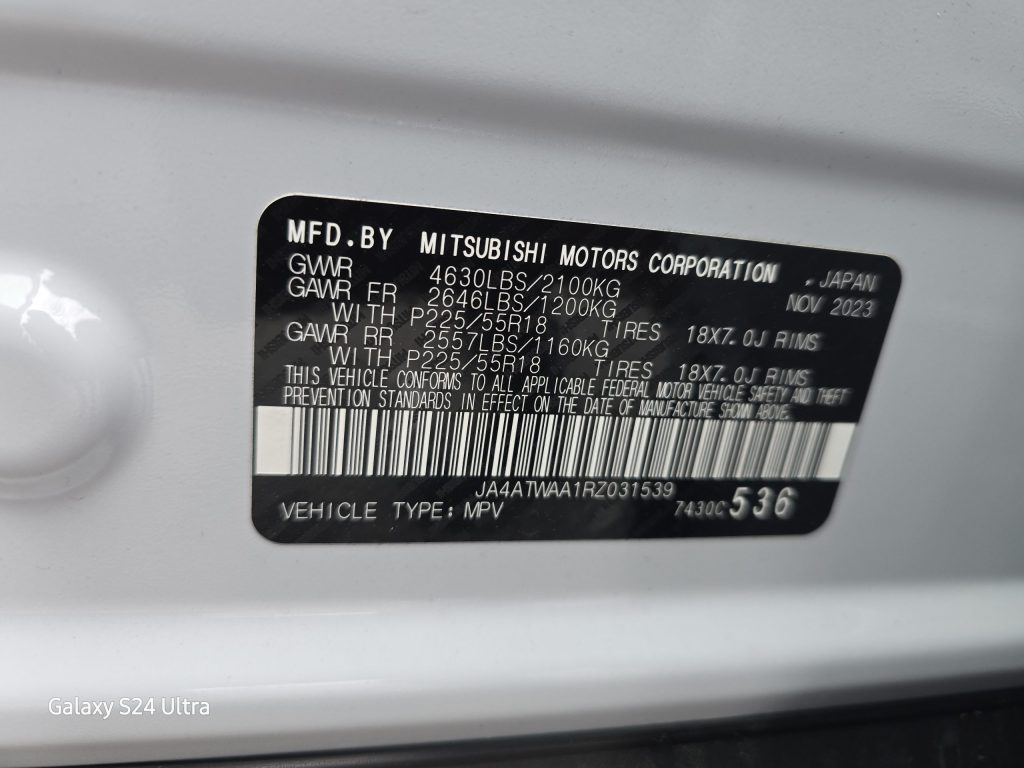 MFD.BY MITSUBISHI MOTORS CORPORATION .JAPAN
GVWR 4630LBS/2100KG NOV 2023
GAWR FR 2646LBS/1200KG
WITH P225/55R18 TIRES 18X7.0J RIMS
GAWR RR 2557LBS/1160KG
WITH P225/55R18 TIRES 18X7.0J RIMS
THIS VEHICLE CONFORMS TO ALL APPLICABLE FEDERAL MOTOR VEHICLE SAFETY AND THEFT
PREVENTION STANDARDS IN EFFECT ON THE DATE OF MANUFACTURE SHOWN ABOVE.
JA4ATWAA1RZ031539
VEHICLE TYPE: MPV 7430C 536
Galaxy S24 Ultra